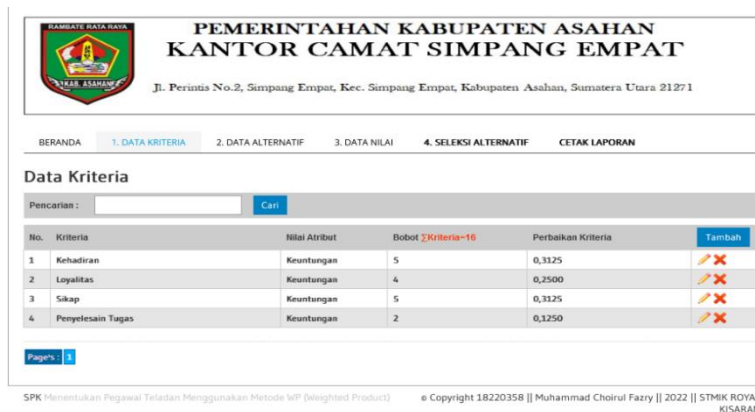 RAMBATE RATA RAYA
KAB. ASAHAN
PEMERINTAHAN KABUPATEN ASAHAN
KANTOR CAMAT SIMPANG EMPAT
Jl. Perintis No.2, Simpang Empat, Kec. Simpang Empat, Kabupaten Asahan, Sumatera Utara 21271
BERANDA 1. DATA KRITERIA 2. DATA ALTERNATIF 3. DATA NILAI 4. SELEKSI ALTERNATIF CETAK LAPORAN
Data Kriteria
Pencarian : Cari
No. Kriteria Nilai Atribut Bobot ∑Kriteria=16 Perbaikan Kriteria Tambah
1 Kehadiran Keuntungan 5 0,3125
2 Loyalitas Keuntungan 4 0,2500
3 Sikap Keuntungan 5 0,3125
4 Penyelesain Tugas Keuntungan 2 0,1250
Page's : 1
SPK Menentukan Pegawai Teladan Menggunakan Metode WP (Weighted Product) © Copyright 18220358 || Muhammad Choirul Fazry || 2022 || STMIK